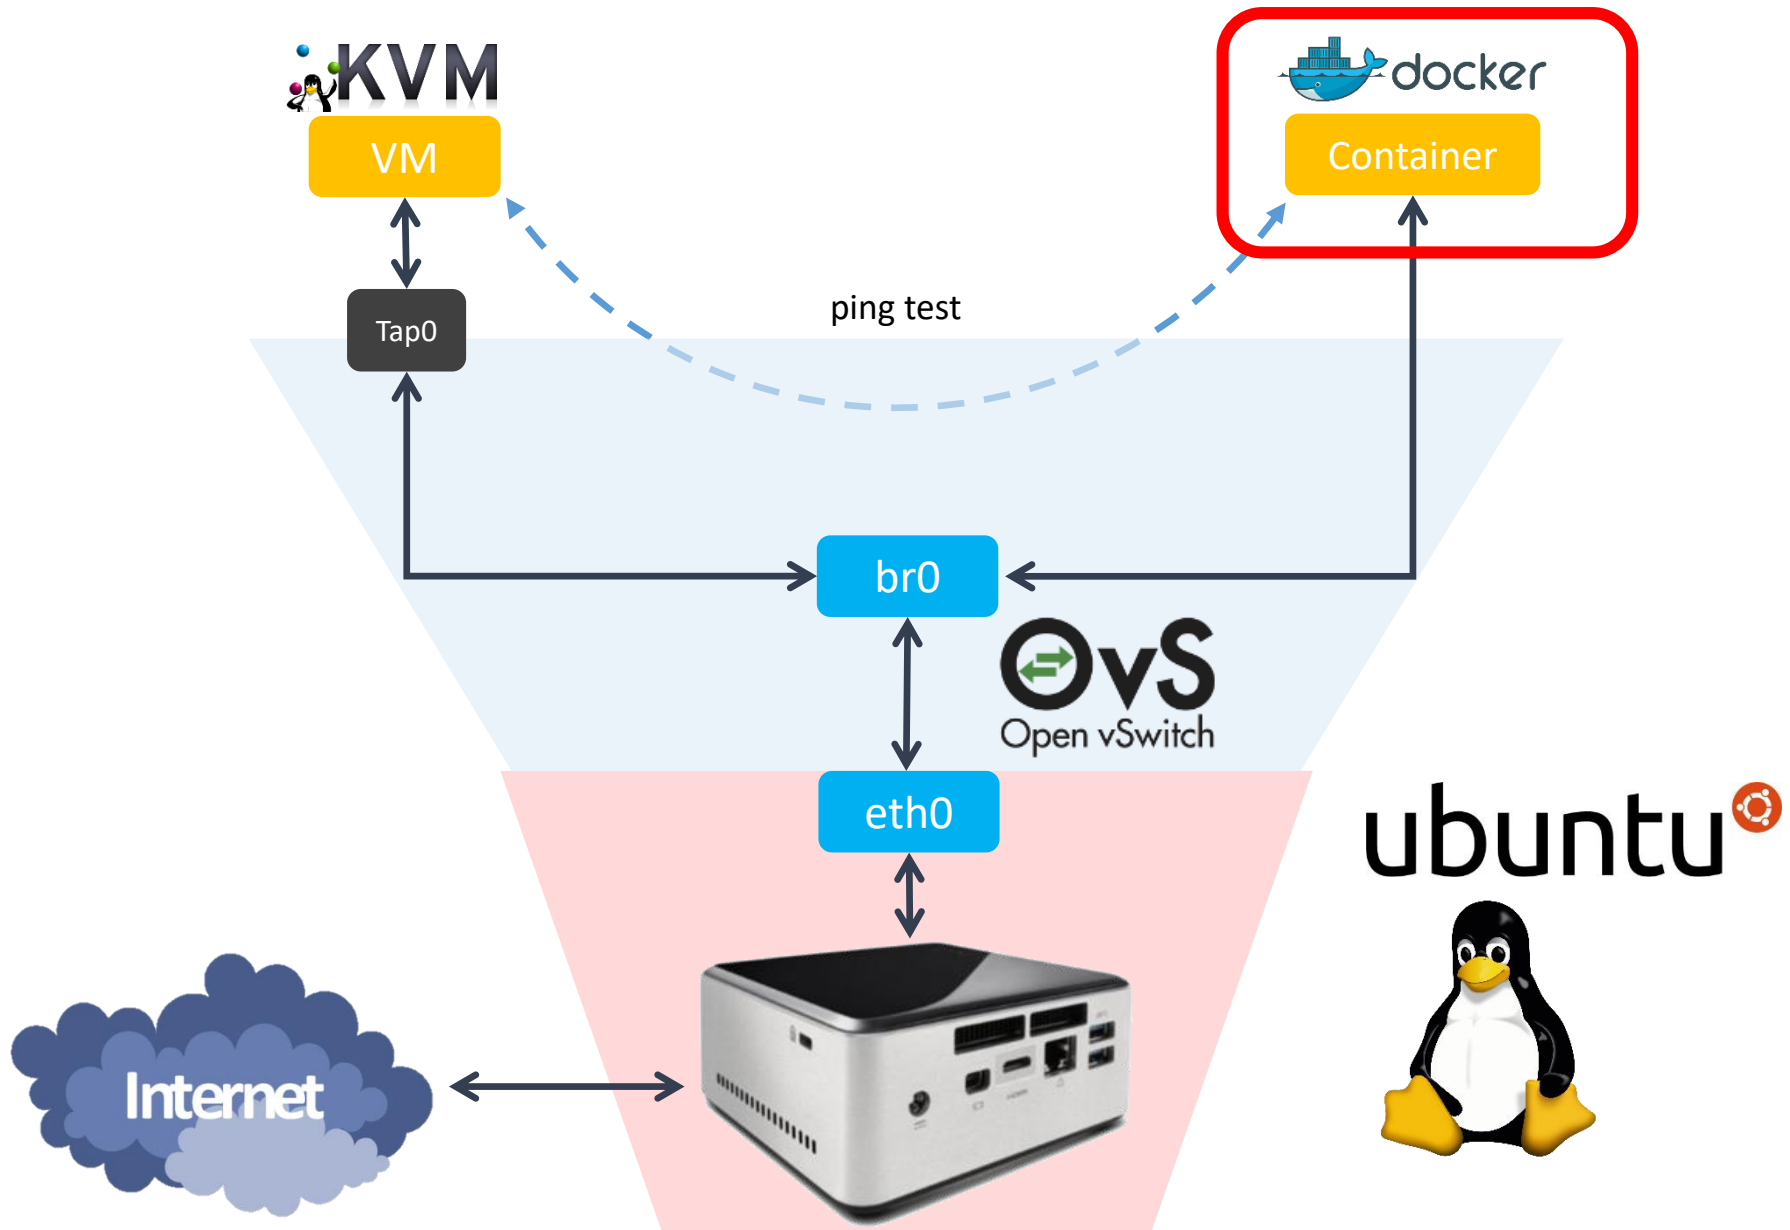 KVM
docker
VM
Container
ping test
Tap0
br0
OvS
Open vSwitch
eth0
ubuntu
Internet